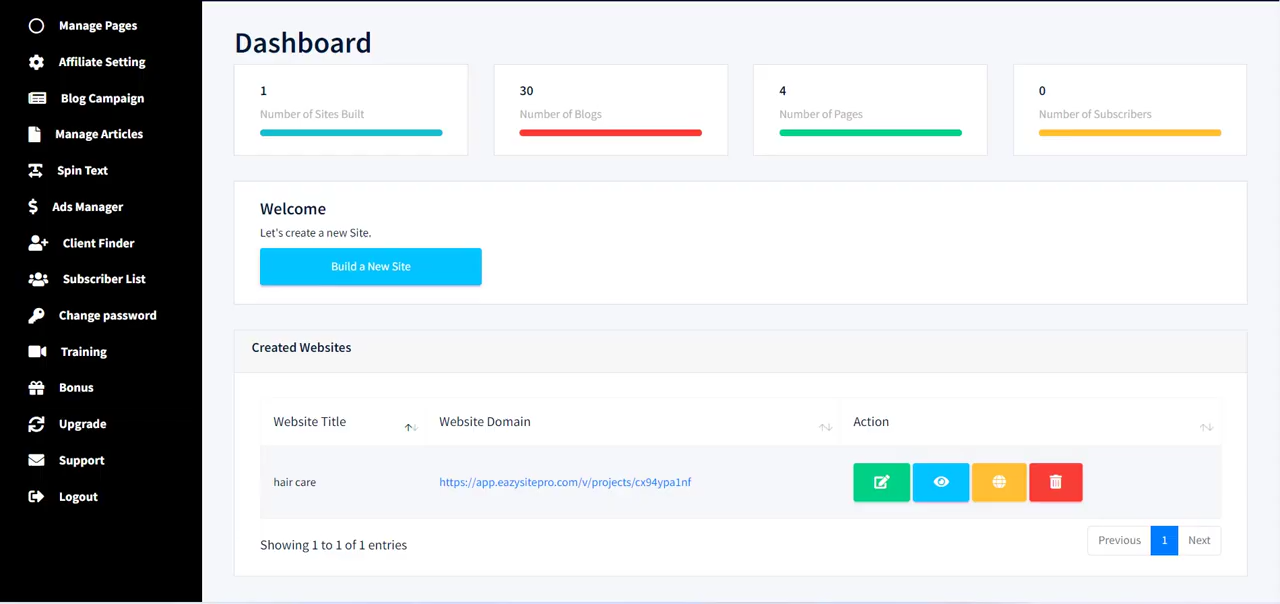 Manage Pages
Affiliate Setting
Blog Campaign
Manage Articles
Spin Text
Ads Manager
Client Finder
Subscriber List
Change password
Training
Bonus
Upgrade
Support
Logout
Dashboard
1
Number of Sites Built
30
Number of Blogs
4
Number of Pages
0
Number of Subscribers
Welcome
Let's create a new Site.
Build a New Site
Created Websites
Website Title Website Domain Action
hair care https://app.eazysitepro.com/v/projects/cx94ypa1nf
Showing 1 to 1 of 1 entries
Previous 1 Next